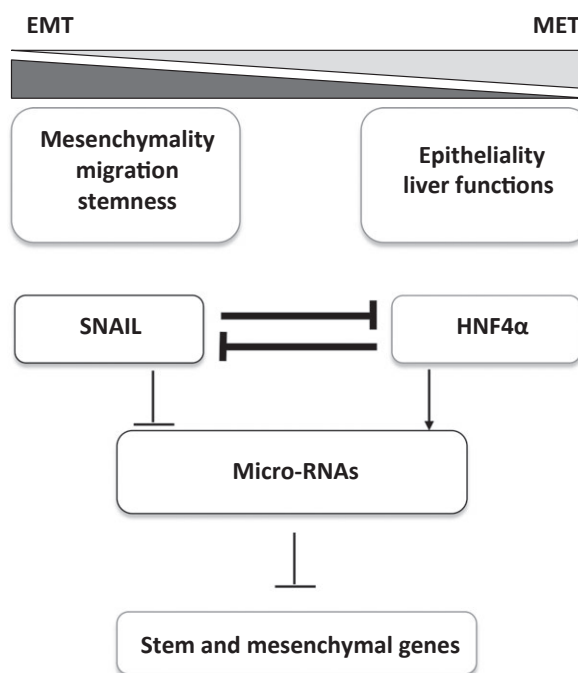 EMT
MET
Mesenchymality
migration
stemness
Epitheliality
liver functions
SNAIL
HNF4α
Micro-RNAs
Stem and mesenchymal genes